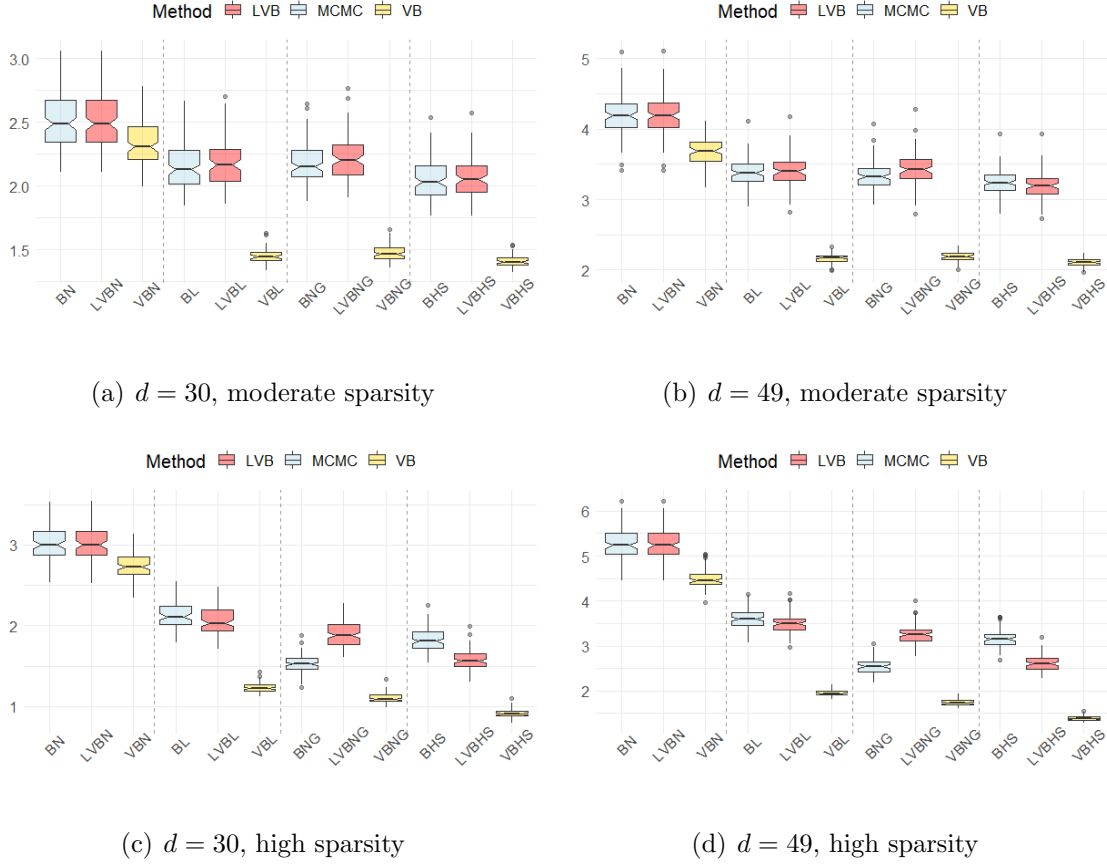 Method LVB MCMC VB
3.0
2.5
2.0
1.5
BN LVBN VBN BL LVBL VBL BNG LVBNG VBNG BHS LVBHS VBHS
(a) d = 30, moderate sparsity
Method LVB MCMC VB
5
4
3
2
BN LVBN VBN BL LVBL VBL BNG LVBNG VBNG BHS LVBHS VBHS
(b) d = 49, moderate sparsity
Method LVB MCMC VB
3
2
1
BN LVBN VBN BL LVBL VBL BNG LVBNG VBNG BHS LVBHS VBHS
(c) d = 30, high sparsity
Method LVB MCMC VB
6
5
4
3
2
BN LVBN VBN BL LVBL VBL BNG LVBNG VBNG BHS LVBHS VBHS
(d) d = 49, high sparsity